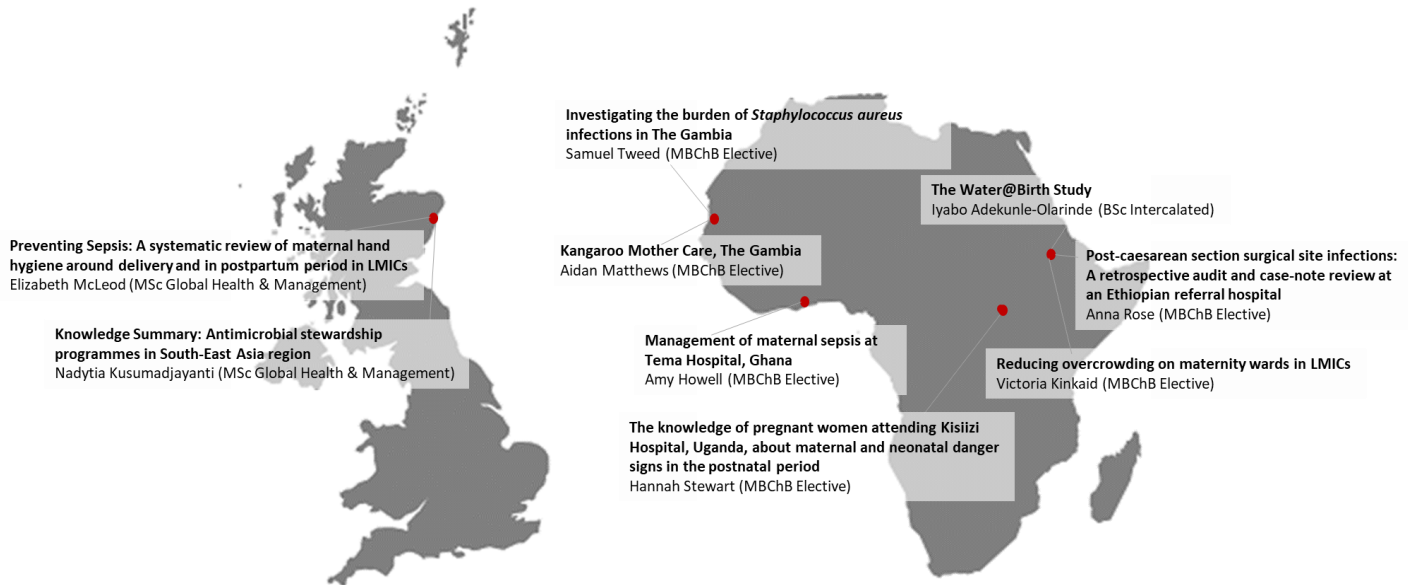 Preventing Sepsis: A systematic review of maternal hand
hygiene around delivery and in postpartum period in LMICs
Elizabeth McLeod (MSc Global Health & Management)
Knowledge Summary: Antimicrobial stewardship
programmes in South-East Asia region
Nadytia Kusumadjayanti (MSc Global Health & Management)
Investigating the burden of Staphylococcus aureus
infections in The Gambia
Samuel Tweed (MBChB Elective)
Kangaroo Mother Care, The Gambia
Aidan Matthews (MBChB Elective)
Management of maternal sepsis at
Tema Hospital, Ghana
Amy Howell (MBChB Elective)
The knowledge of pregnant women attending Kisiizi
Hospital, Uganda, about maternal and neonatal danger
signs in the postnatal period
Hannah Stewart (MBChB Elective)
The Water@Birth Study
Iyabo Adekunle-Olarinde (BSc Intercalated)
Post-caesarean section surgical site infections:
A retrospective audit and case-note review at
an Ethiopian referral hospital
Anna Rose (MBChB Elective)
Reducing overcrowding on maternity wards in LMICs
Victoria Kinkaid (MBChB Elective)